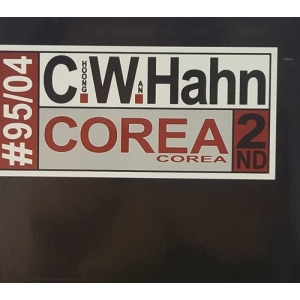 #95/04
C.W.Hahn
HOONG
AN
COREA
COREA
2
ND